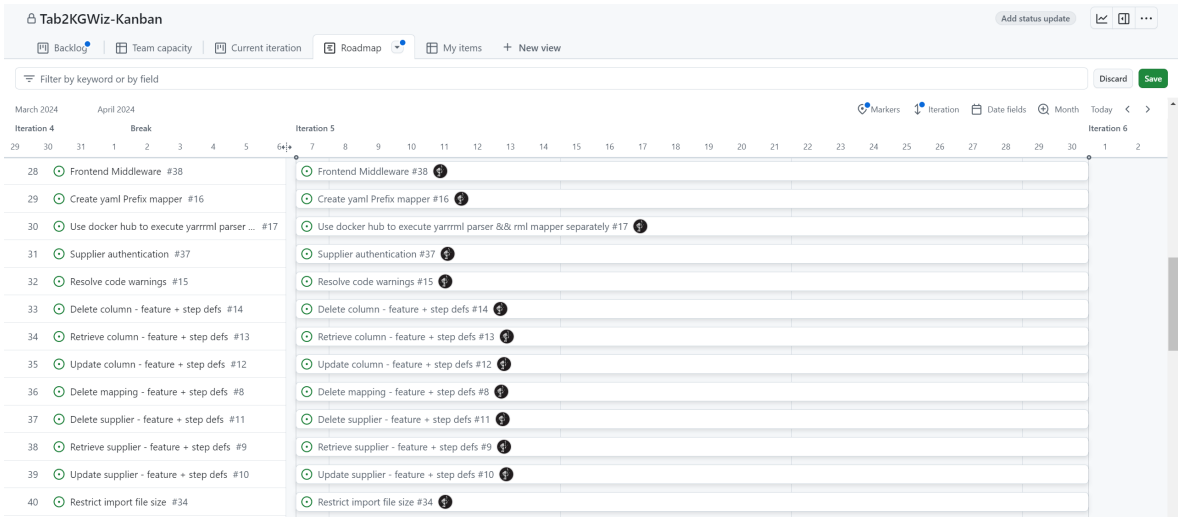 Tab2KGWiz-Kanban
Add status update
Backlog Team capacity Current iteration Roadmap My items + New view
Filter by keyword or by field
Discard Save
March 2024 April 2024 Markers Iteration Date fields Month Today
Iteration 4 Break Iteration 5 Iteration 6
29 30 31 1 2 3 4 5 6 7 8 9 10 11 12 13 14 15 16 17 18 19 20 21 22 23 24 25 26 27 28 29 30 1 2
28 Frontend Middleware #38 Frontend Middleware #38
29 Create yaml Prefix mapper #16 Create yaml Prefix mapper #16
30 Use docker hub to execute yarrrml parser ... #17 Use docker hub to execute yarrrml parser && rml mapper separately #17
31 Supplier authentication #37 Supplier authentication #37
32 Resolve code warnings #15 Resolve code warnings #15
33 Delete column - feature + step defs #14 Delete column - feature + step defs #14
34 Retrieve column - feature + step defs #13 Retrieve column - feature + step defs #13
35 Update column - feature + step defs #12 Update column - feature + step defs #12
36 Delete mapping - feature + step defs #8 Delete mapping - feature + step defs #8
37 Delete supplier - feature + step defs #11 Delete supplier - feature + step defs #11
38 Retrieve supplier - feature + step defs #9 Retrieve supplier - feature + step defs #9
39 Update supplier - feature + step defs #10 Update supplier - feature + step defs #10
40 Restrict import file size #34 Restrict import file size #34